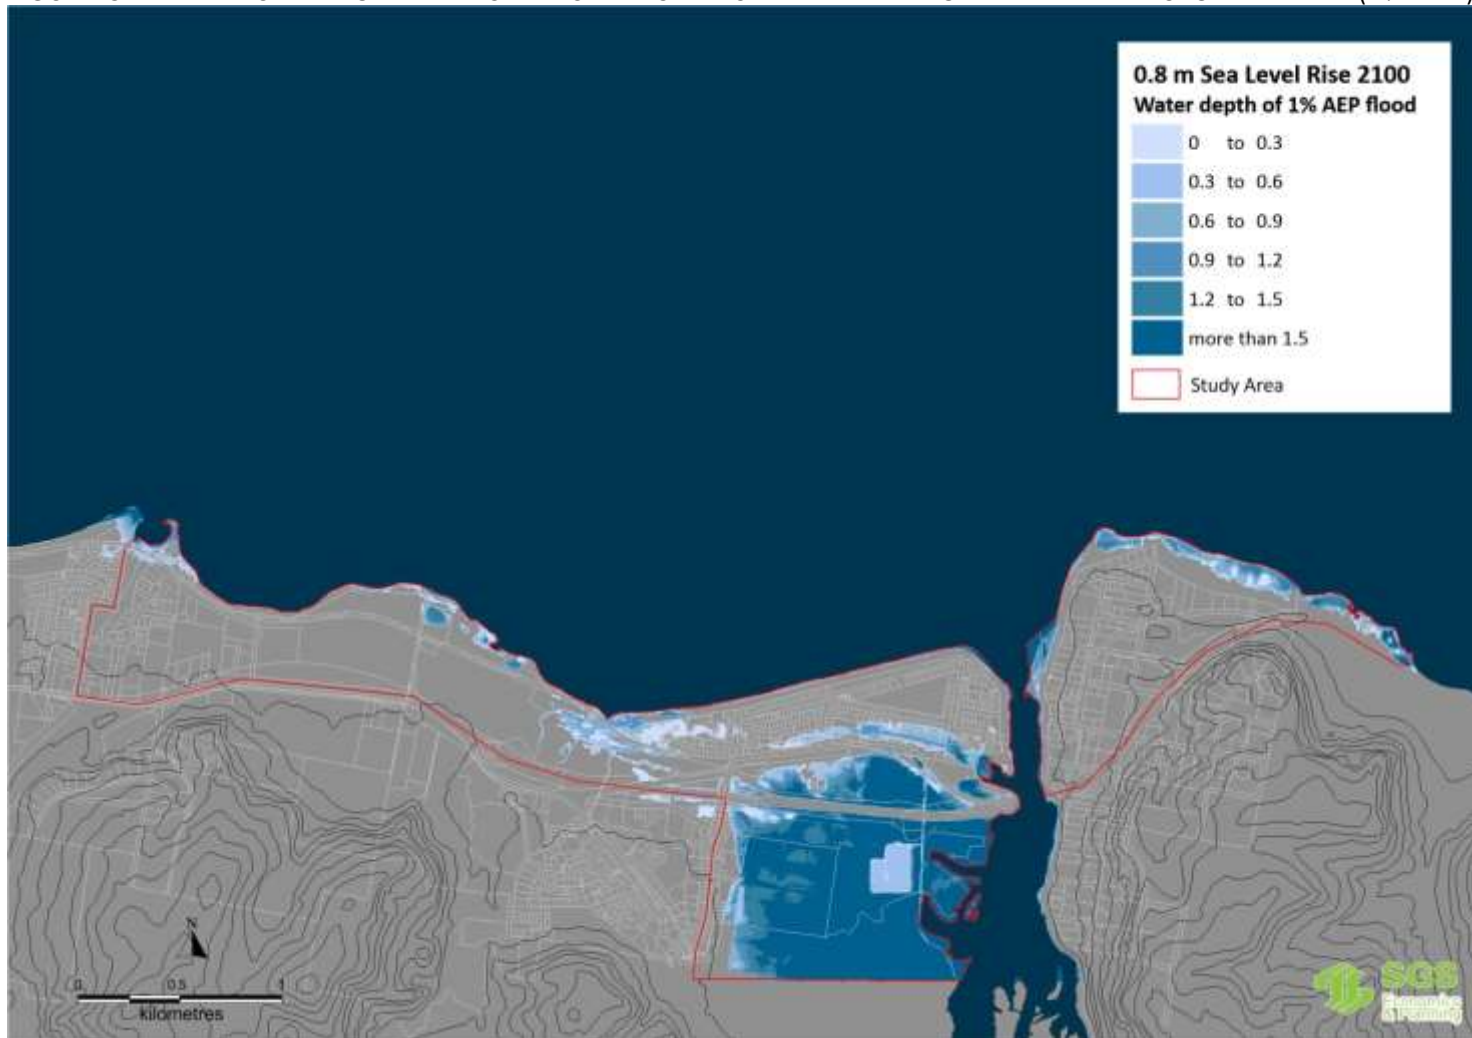 0.8 m Sea Level Rise 2100
Water depth of 1% AEP flood
0 to 0.3
0.3 to 0.6
0.6 to 0.9
0.9 to 1.2
1.2 to 1.5
more than 1.5
Study Area
N
0 0.5 1
kilometres
SGS
Economics
& Planning